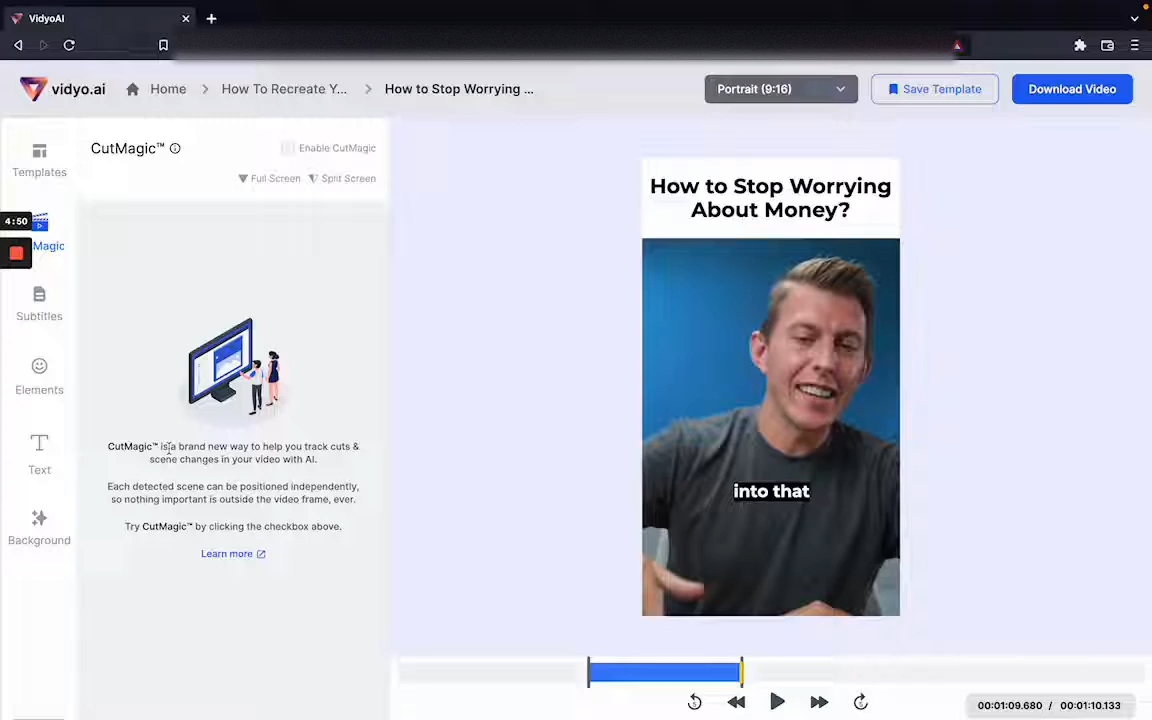 VidyoAI
vidyo.ai
Home
How To Recreate Y...
How to Stop Worrying ...
Portrait (9:16)
Save Template
Download Video
Templates
4:50
Magic
Subtitles
Elements
Text
Background
CutMagic™
Enable CutMagic
Full Screen
Split Screen
CutMagic™ is a brand new way to help you track cuts &
scene changes in your video with AI.
Each detected scene can be positioned independently,
so nothing important is outside the video frame, ever.
Try CutMagic™ by clicking the checkbox above.
Learn more
How to Stop Worrying
About Money?
into that
00:01:09.680 / 00:01:10.133